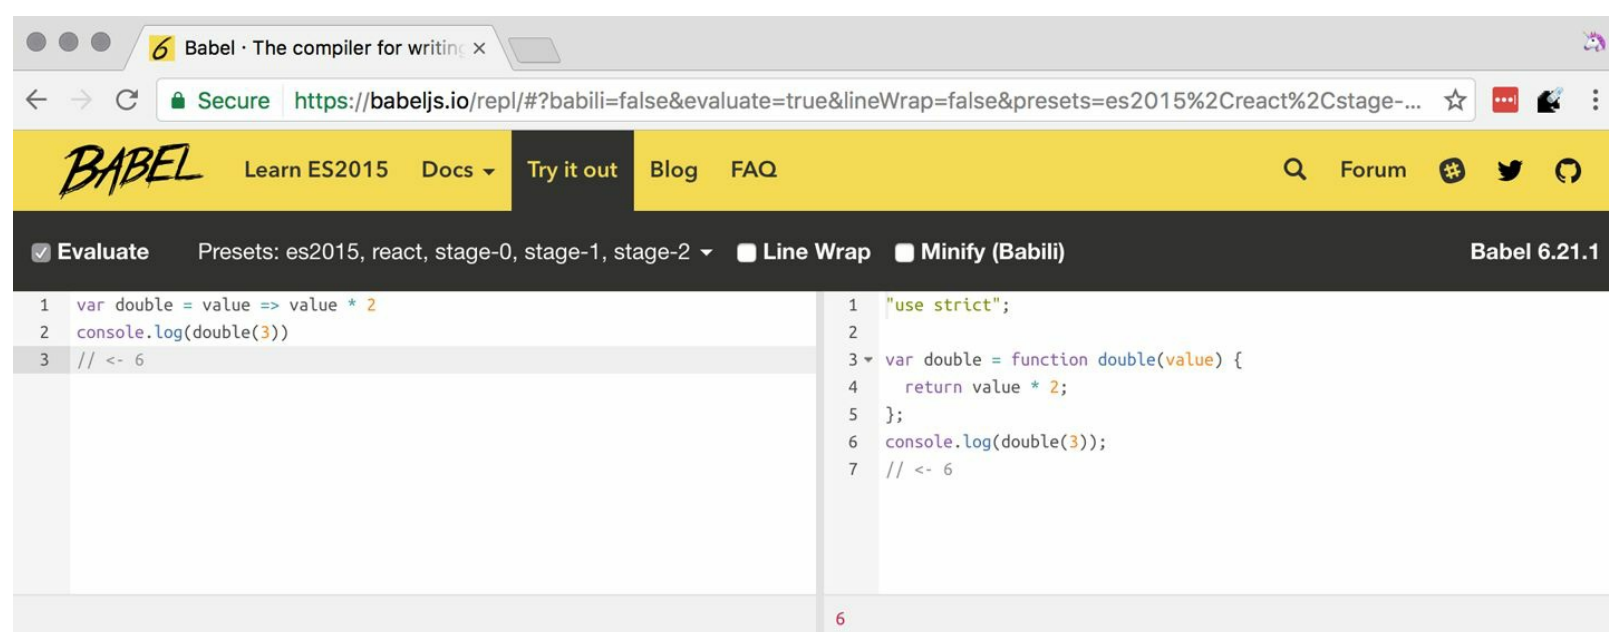 6 Babel · The compiler for writing
Secure https://babeljs.io/repl/#?babili=false&evaluate=true&lineWrap=false&presets=es2015%2Creact%2Cstage-...
BABEL Learn ES2015 Docs Try it out Blog FAQ Forum
Evaluate Presets: es2015, react, stage-0, stage-1, stage-2 Line Wrap Minify (Babili) Babel 6.21.1
1 var double = value => value * 2
2 console.log(double(3))
3 // <- 6
1 "use strict";
2
3 var double = function double(value) {
4 return value * 2;
5 };
6 console.log(double(3));
7 // <- 6
6